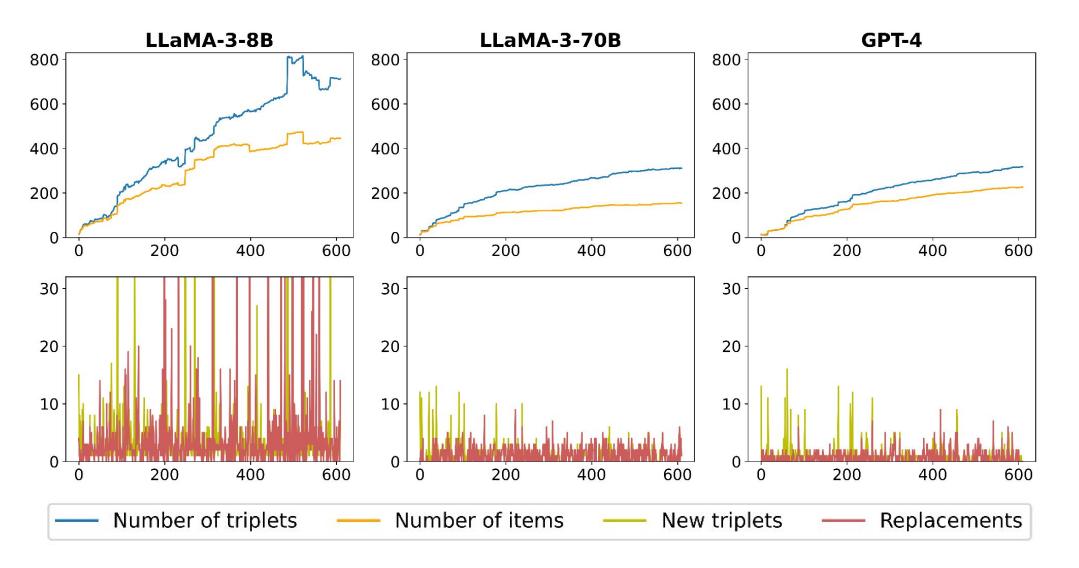 LLaMA-3-8B LLaMA-3-70B GPT-4
800 800 800
600 600 600
400 400 400
200 200 200
0 0 0
0 200 400 600 0 200 400 600 0 200 400 600
30 30 30
20 20 20
10 10 10
0 0 0
0 200 400 600 0 200 400 600 0 200 400 600
Number of triplets Number of items New triplets Replacements